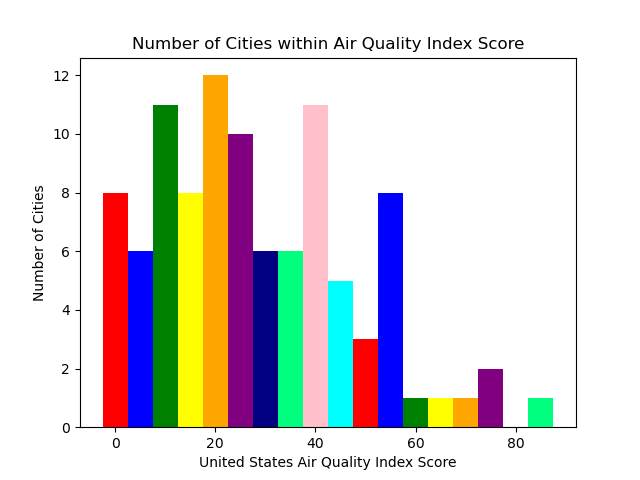 Number of Cities within Air Quality Index Score
12
10
8
6
4
2
0
Number of Cities
0 20 40 60 80
United States Air Quality Index Score